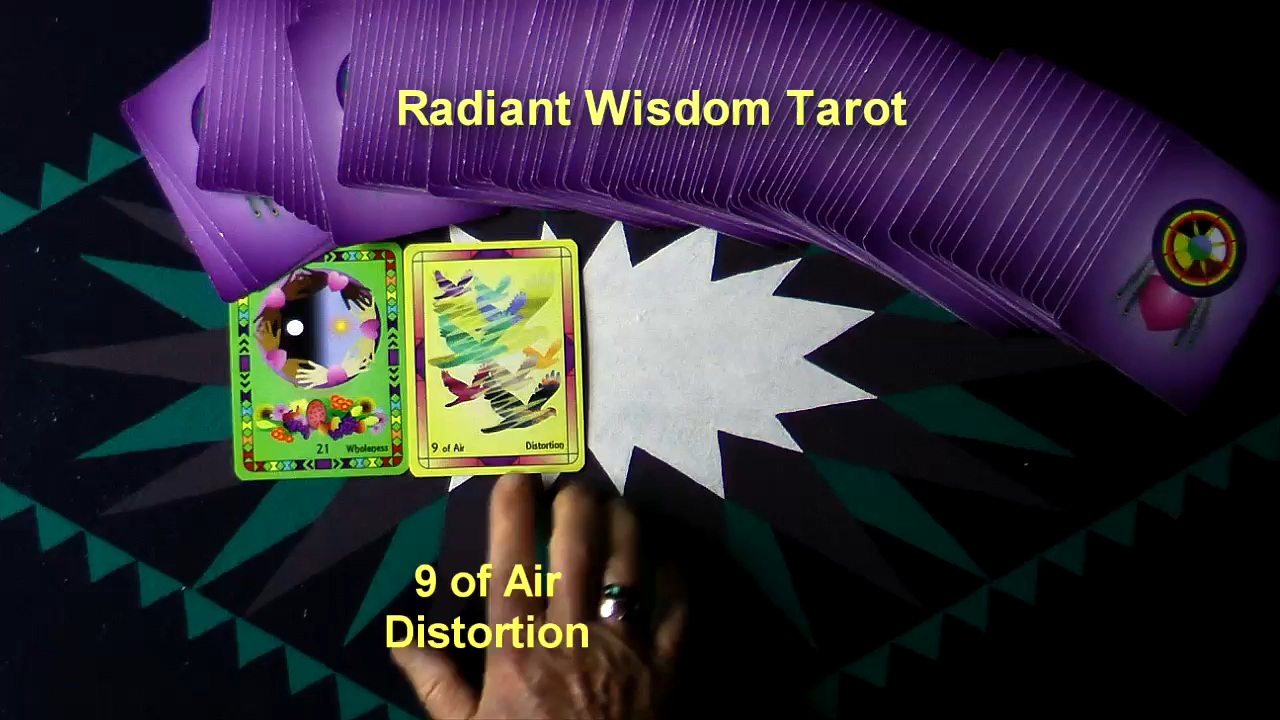 Radiant Wisdom Tarot
21 Wholeness
9 of Air Distortion
9 of Air
Distortion